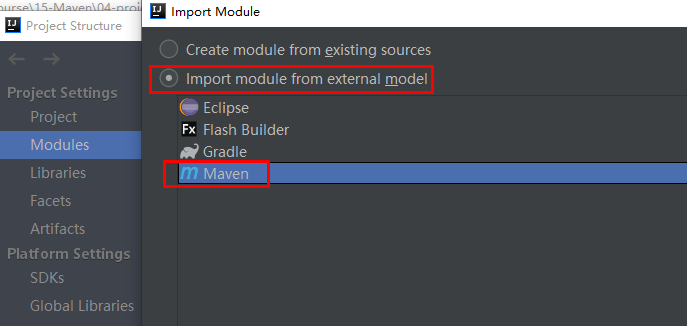 ourse\15-Maven\04-proj
Project Structure
Project Settings
Project
Modules
Libraries
Facets
Artifacts
Platform Settings
SDKs
Global Libraries
Import Module
Create module from existing sources
Import module from external model
Eclipse
Fx Flash Builder
Gradle
m Maven